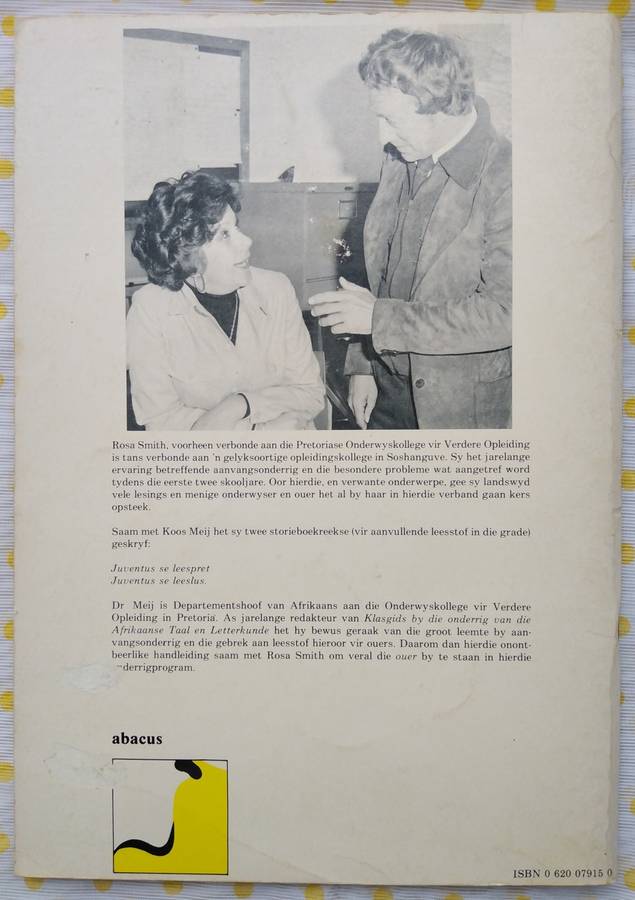 Rosa Smith, voorheen verbonde aan die Pretoriase Onderwyskollege vir Verdere Opleiding
is tans verbonde aan 'n gelyksoortige opleidingskollege in Soshanguve. Sy het jarelange
ervaring betreffende aanvangsonderrig en die besondere probleme wat aangetref word
tydens die eerste twee skooljare. Oor hierdie, en verwante onderwerpe, gee sy landswyd
vele lesings en menige onderwyser en ouer het al by haar in hierdie verband gaan kers
opsteek.
Saam met Koos Meij het sy twee storieboekreekse (vir aanvullende leesstof in die grade)
geskryf:
Juventus se leespret
Juventus se leeslus.
Dr Meij is Departementshoof van Afrikaans aan die Onderwyskollege vir Verdere
Opleiding in Pretoria. As jarelange redakteur van Klasgids by die onderrig van die
Afrikaanse Taal en Letterkunde het hy bewus geraak van die groot leemte by aan-
vangsonderrig en die gebrek aan leesstof hieroor vir ouers. Daarom dan hierdie onont-
beerlike handleiding saam met Rosa Smith om veral die ouer by te staan in hierdie
nderrigprogram.
abacus
ISBN 0 620 07915 0